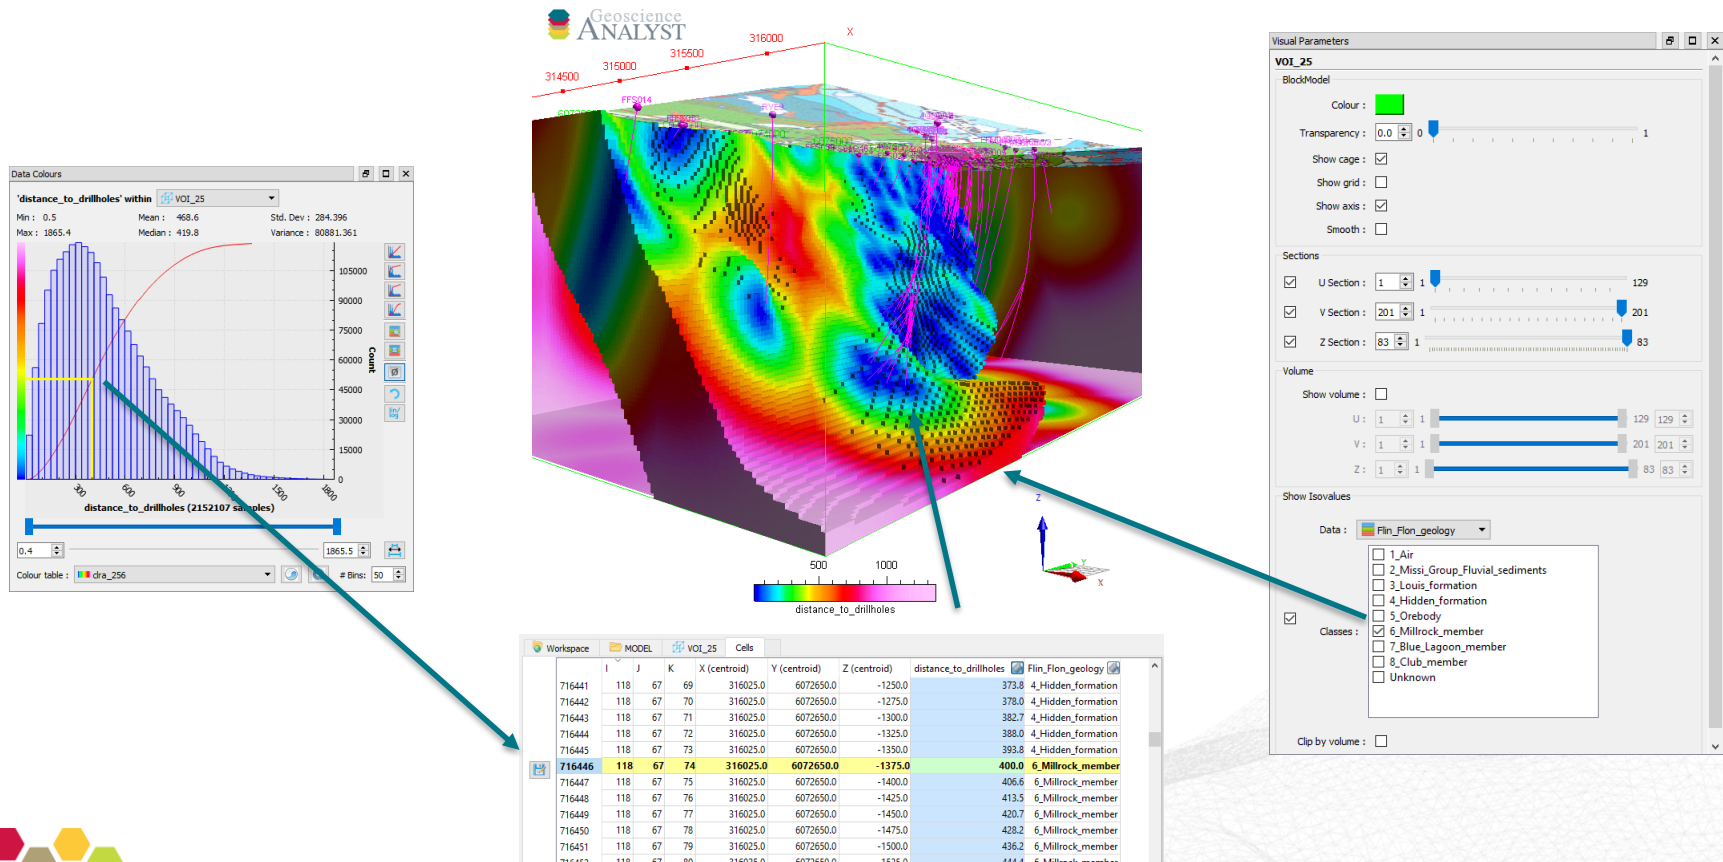 Geoscience
ANALYST
X
316000
315500
315000
314500
FFS014
500 1000
distance_to_drillholes
Z
Y
X
Data Colours
'distance_to_drillholes' within VOI_25
Min : 0.5 Mean : 468.6 Std. Dev : 284.396
Max : 1865.4 Median : 419.8 Variance : 80881.361
105000
90000
75000
60000
45000
30000
15000
0
Count
300 600 900 1500 1800
distance_to_drillholes (2152107 samples)
0.4 1865.5
Colour table : dra_256 # Bins: 50
lin/
log
Workspace MODEL VOI_25 Cells
I J K X (centroid) Y (centroid) Z (centroid) distance_to_drillholes Flin_Flon_geology
716441 118 67 69 316025.0 6072650.0 -1250.0 373.8 4_Hidden_formation
716442 118 67 70 316025.0 6072650.0 -1275.0 378.0 4_Hidden_formation
716443 118 67 71 316025.0 6072650.0 -1300.0 382.7 4_Hidden_formation
716444 118 67 72 316025.0 6072650.0 -1325.0 388.0 4_Hidden_formation
716445 118 67 73 316025.0 6072650.0 -1350.0 393.8 4_Hidden_formation
716446 118 67 74 316025.0 6072650.0 -1375.0 400.0 6_Millrock_member
716447 118 67 75 316025.0 6072650.0 -1400.0 406.6 6_Millrock_member
716448 118 67 76 316025.0 6072650.0 -1425.0 413.5 6_Millrock_member
716449 118 67 77 316025.0 6072650.0 -1450.0 420.7 6_Millrock_member
716450 118 67 78 316025.0 6072650.0 -1475.0 428.2 6_Millrock_member
716451 118 67 79 316025.0 6072650.0 -1500.0 436.2 6_Millrock_member
Visual Parameters
VOI_25
BlockModel
Colour :
Transparency : 0.0 0 1
Show cage :
Show grid :
Show axis :
Smooth :
Sections
U Section : 1 1 129
V Section : 201 1 201
Z Section : 83 1 83
Volume
Show volume :
U : 1 1 129 129
V : 1 1 201 201
Z : 1 1 83 83
Show Isovalues
Data : Flin_Flon_geology
1_Air
2_Missi_Group_Fluvial_sediments
3_Louis_formation
4_Hidden_formation
5_Orebody
Classes : 6_Millrock_member
7_Blue_Lagoon_member
8_Club_member
Unknown
Clip by volume :